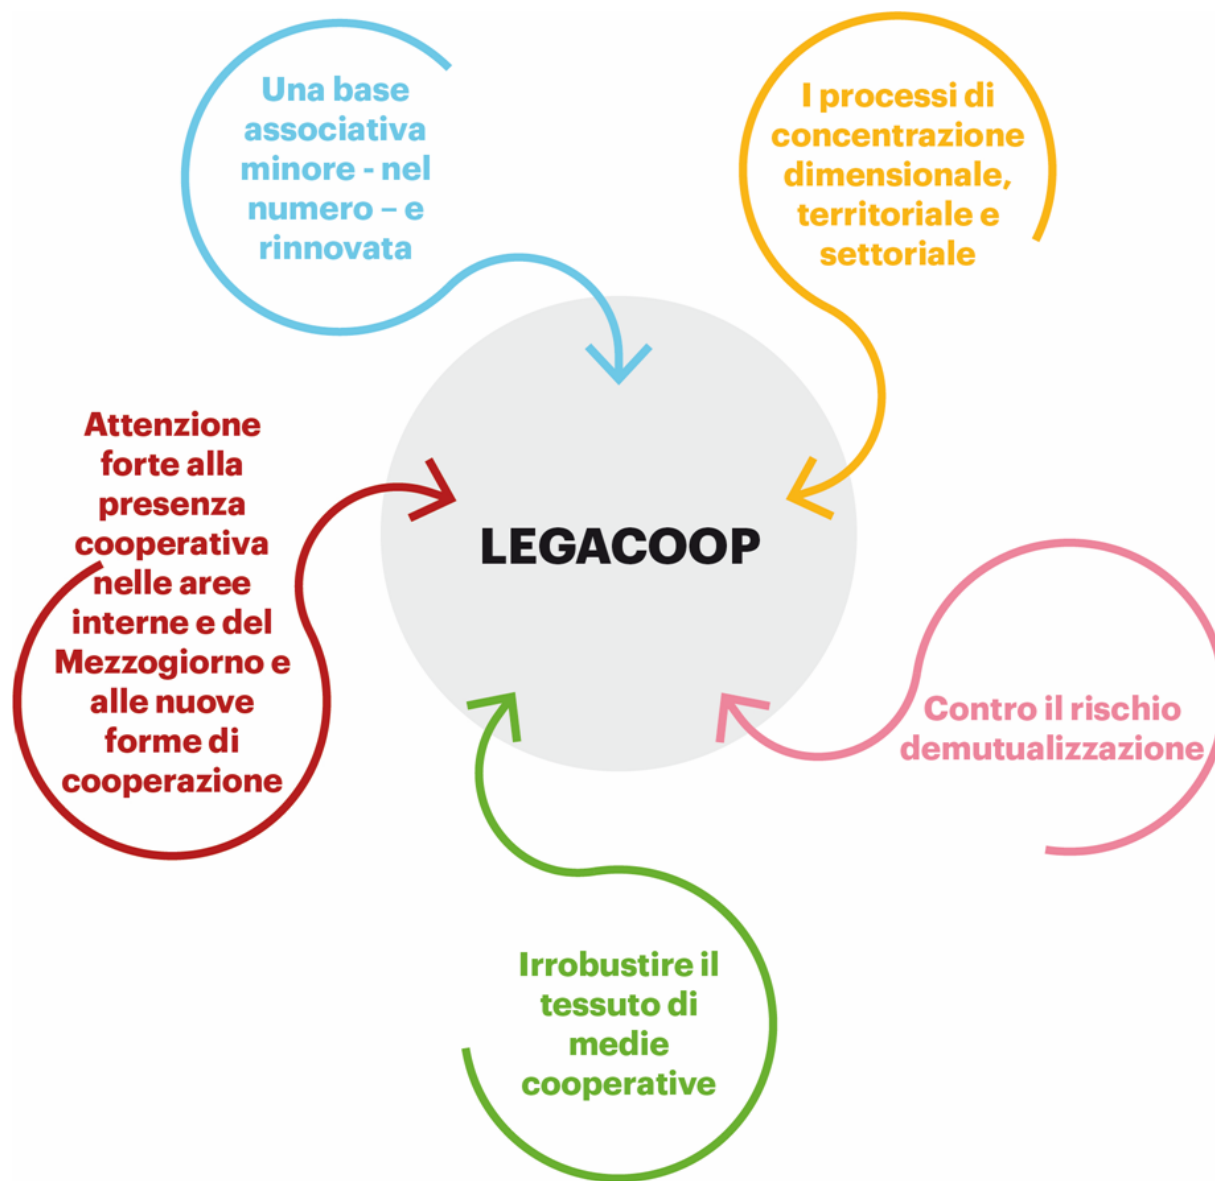 Una base
associativa
minore - nel
numero – e
rinnovata
I processi di
concentrazione
dimensionale,
territoriale e
settoriale
Attenzione
forte alla
presenza
cooperativa
nelle aree
interne e del
Mezzogiorno e
alle nuove
forme di
cooperazione
LEGACOOP
Contro il rischio
demutualizzazione
Irrobustire il
tessuto di
medie
cooperative